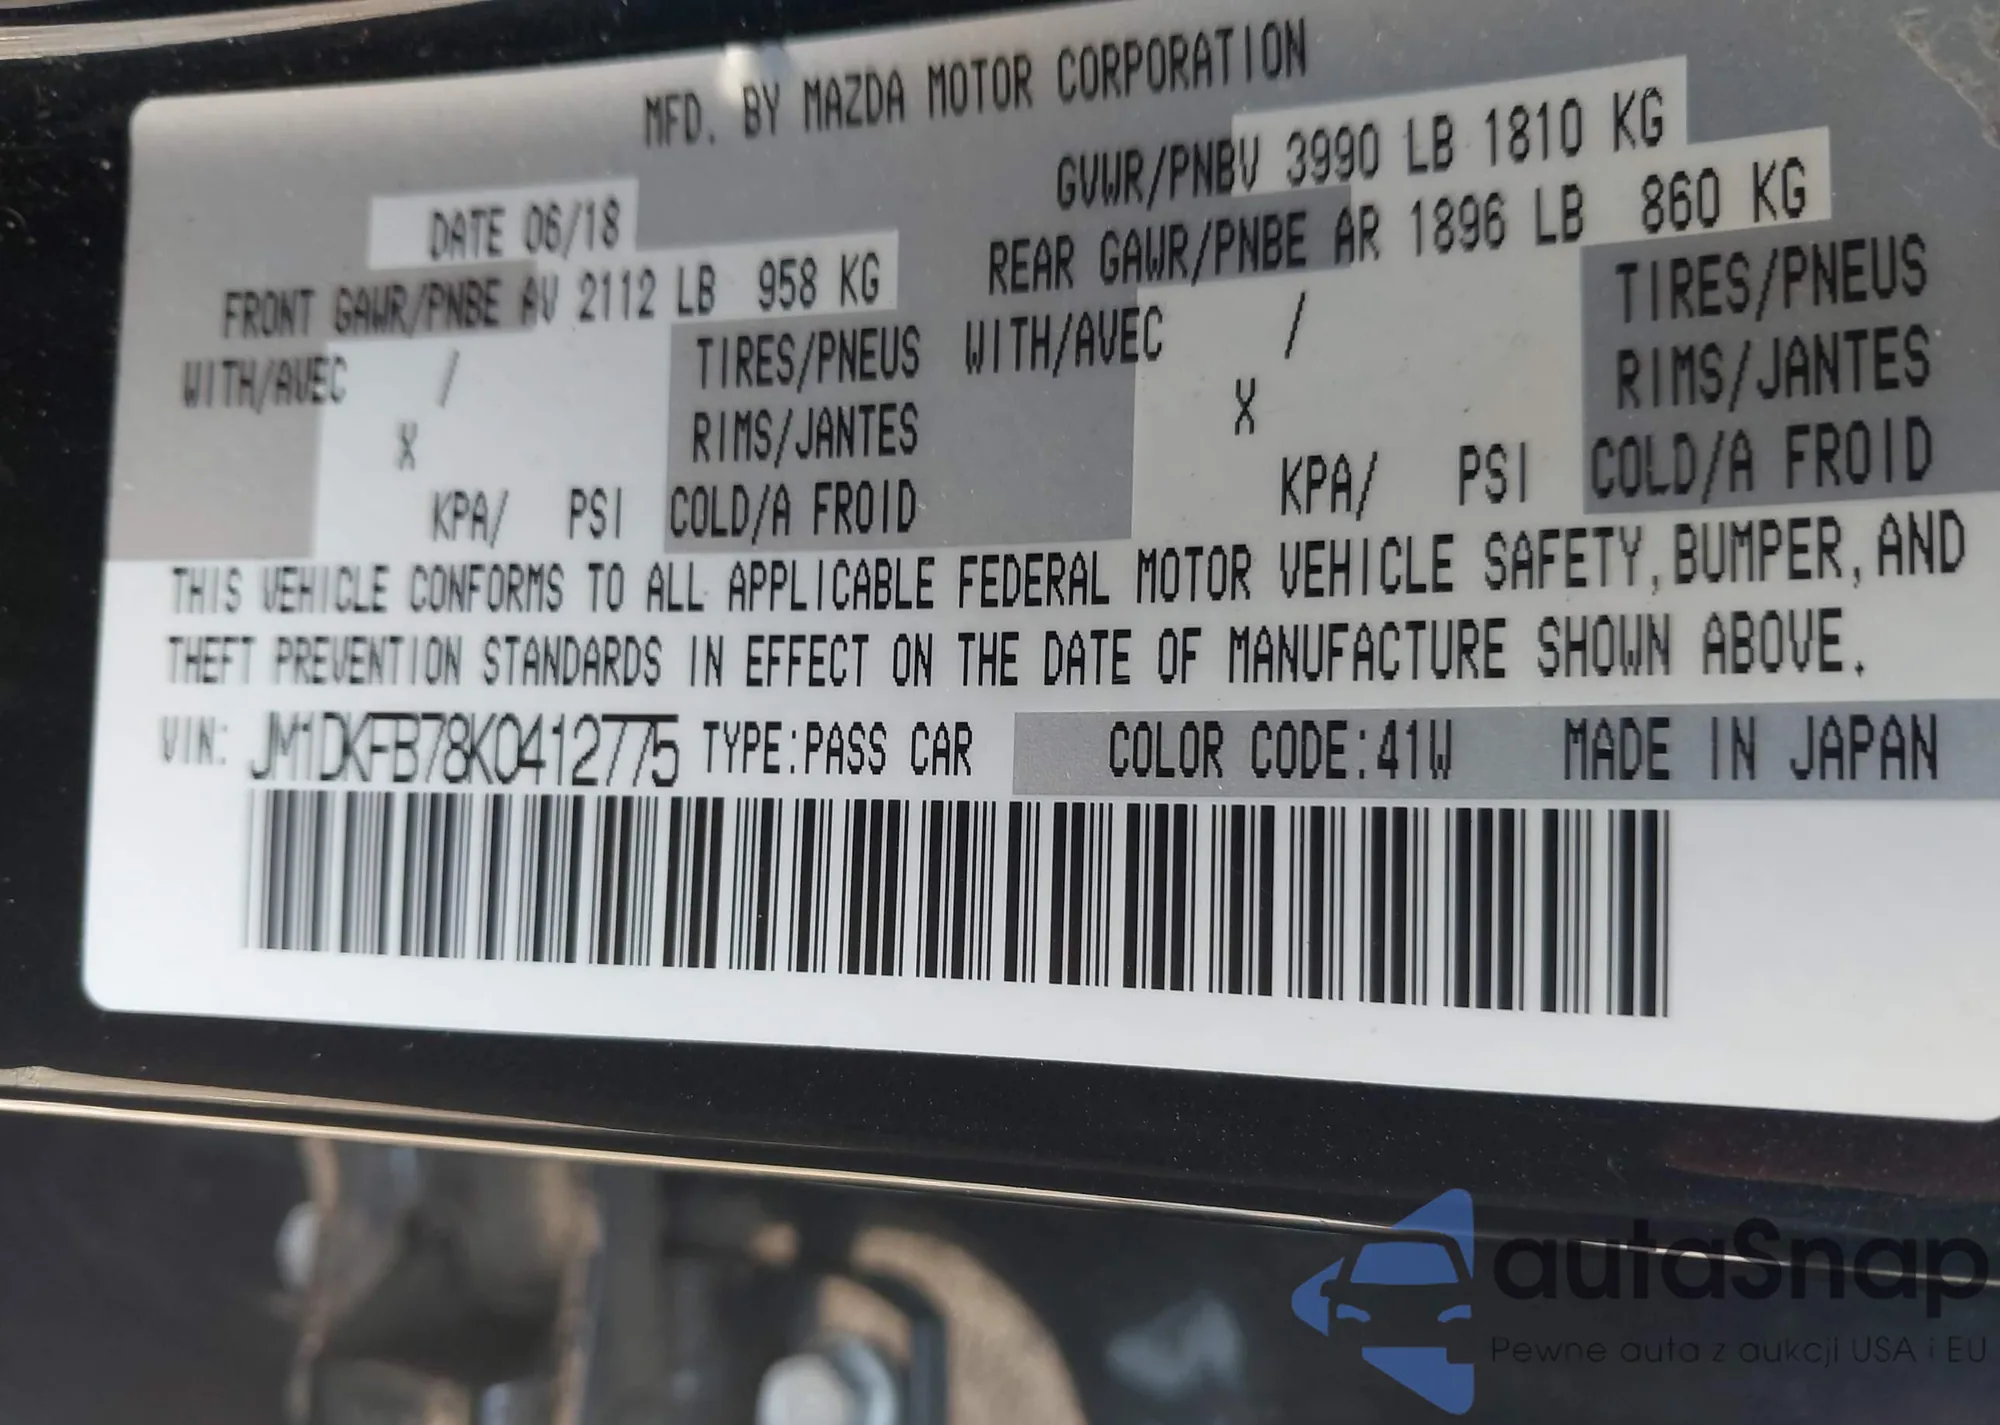 MFD. BY MAZDA MOTOR CORPORATION
GVWR/PNBV 3990 LB 1810 KG
DATE 06/18
FRONT GAWR/PNBE AV 2112 LB 958 KG
REAR GAWR/PNBE AR 1896 LB 860 KG
WITH/AVEC / TIRES/PNEUS WITH/AVEC / TIRES/PNEUS
X RIMS/JANTES X RIMS/JANTES
KPA/ PSI COLD/A FROID KPA/ PSI COLD/A FROID
THIS VEHICLE CONFORMS TO ALL APPLICABLE FEDERAL MOTOR VEHICLE SAFETY, BUMPER, AND
THEFT PREVENTION STANDARDS IN EFFECT ON THE DATE OF MANUFACTURE SHOWN ABOVE.
VIN: JM1DKFB78K0412775 TYPE:PASS CAR COLOR CODE:41W MADE IN JAPAN
autaSnap
Pewne auta z aukcji USA i EU